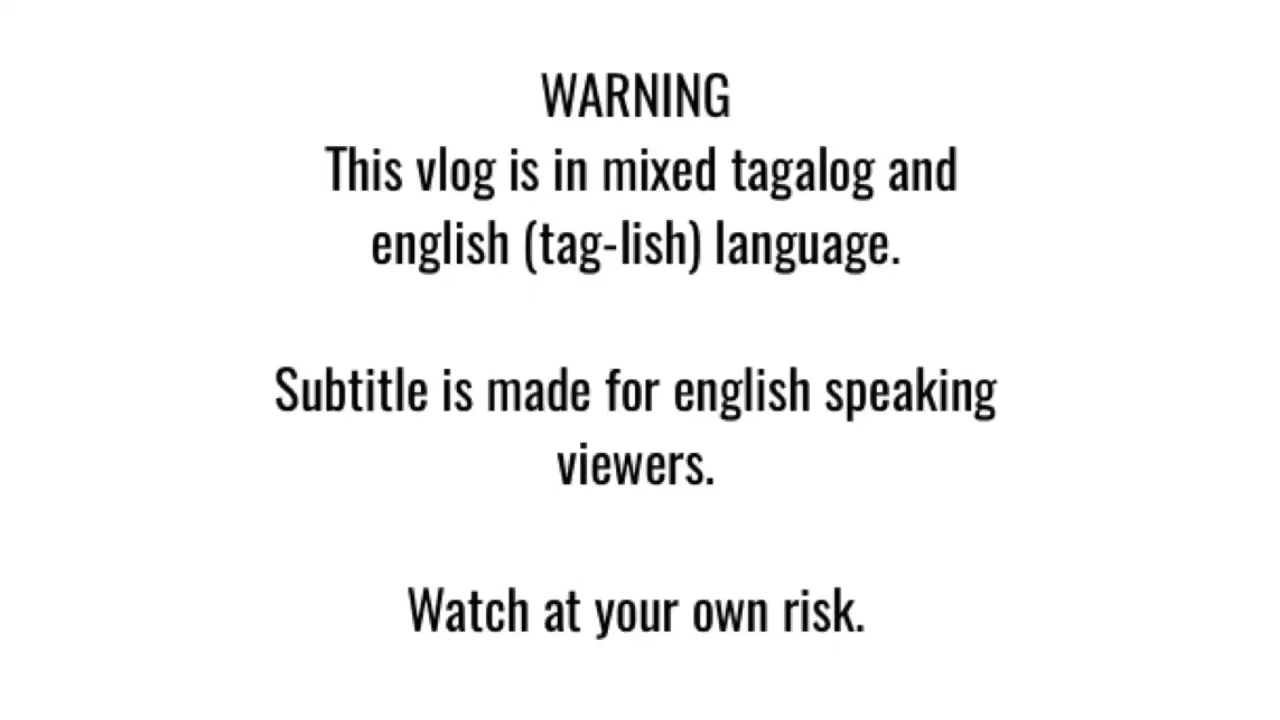 WARNING
This vlog is in mixed tagalog and
english (tag-lish) language.
Subtitle is made for english speaking
viewers.
Watch at your own risk.